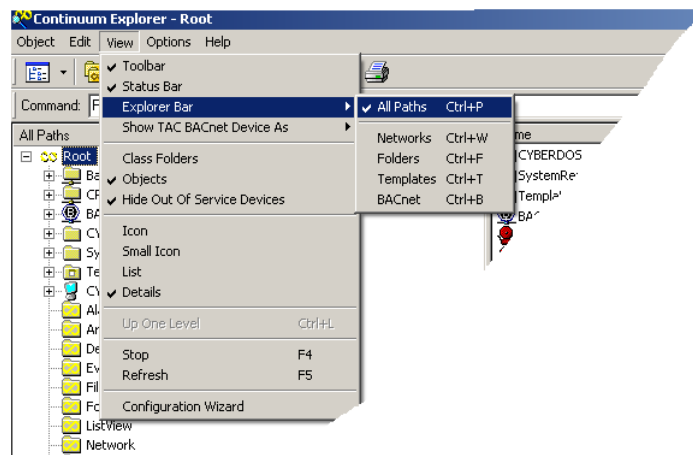 Continuum Explorer - Root
Object Edit View Options Help
Command:
Toolbar
Status Bar
Explorer Bar
Show TAC BACnet Device As
Class Folders
Objects
Hide Out Of Service Devices
Icon
Small Icon
List
Details
Up One Level Ctrl+L
Stop F4
Refresh F5
Configuration Wizard
All Paths Ctrl+P
Networks Ctrl+W
Folders Ctrl+F
Templates Ctrl+T
BACnet Ctrl+B
All Paths
Root
ListView
Network
CYBERDOS